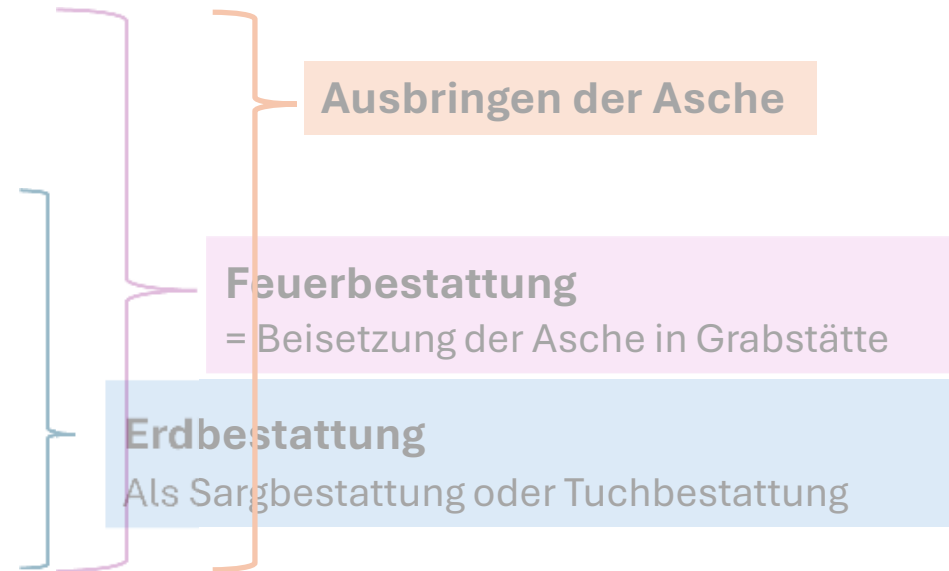 Ausbringen der Asche
Feuerbestattung
= Beisetzung der Asche in Grabstätte
Erdbestattung
Als Sargbestattung oder Tuchbestattung